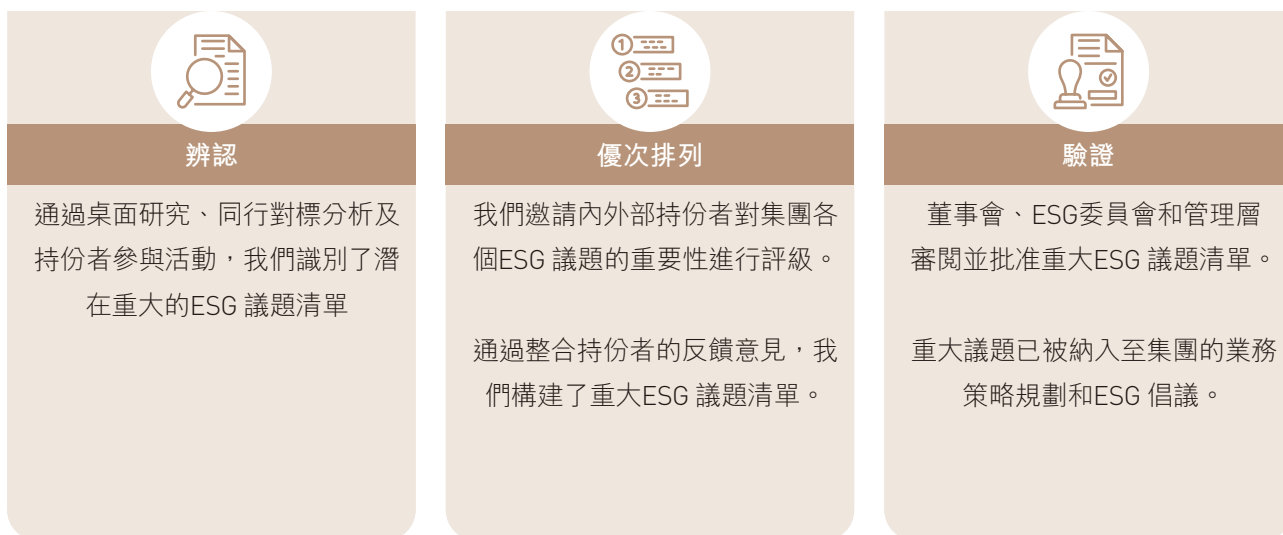 辨認
通過桌面研究、同行對標分析及
持份者參與活動，我們識別了潛
在重大的ESG 議題清單
1
2
3
優次排列
我們邀請內外部持份者對集團各
個ESG 議題的重要性進行評級。
通過整合持份者的反饋意見，我
們構建了重大ESG 議題清單。
驗證
董事會、ESG委員會和管理層
審閱並批准重大ESG 議題清單。
重大議題已被納入至集團的業務
策略規劃和ESG 倡議。